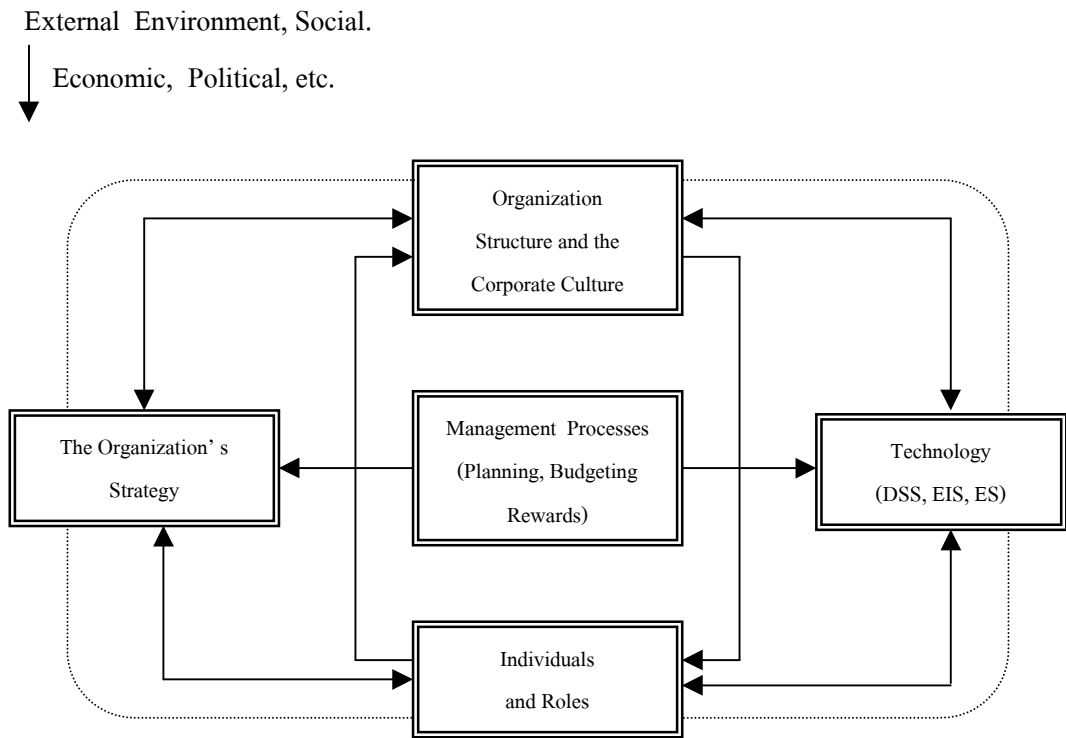 External Environment, Social.
Economic, Political, etc.
Organization
Structure and the
Corporate Culture
The Organization’ s
Strategy
Management Processes
(Planning, Budgeting
Rewards)
Technology
(DSS, EIS, ES)
Individuals
and Roles